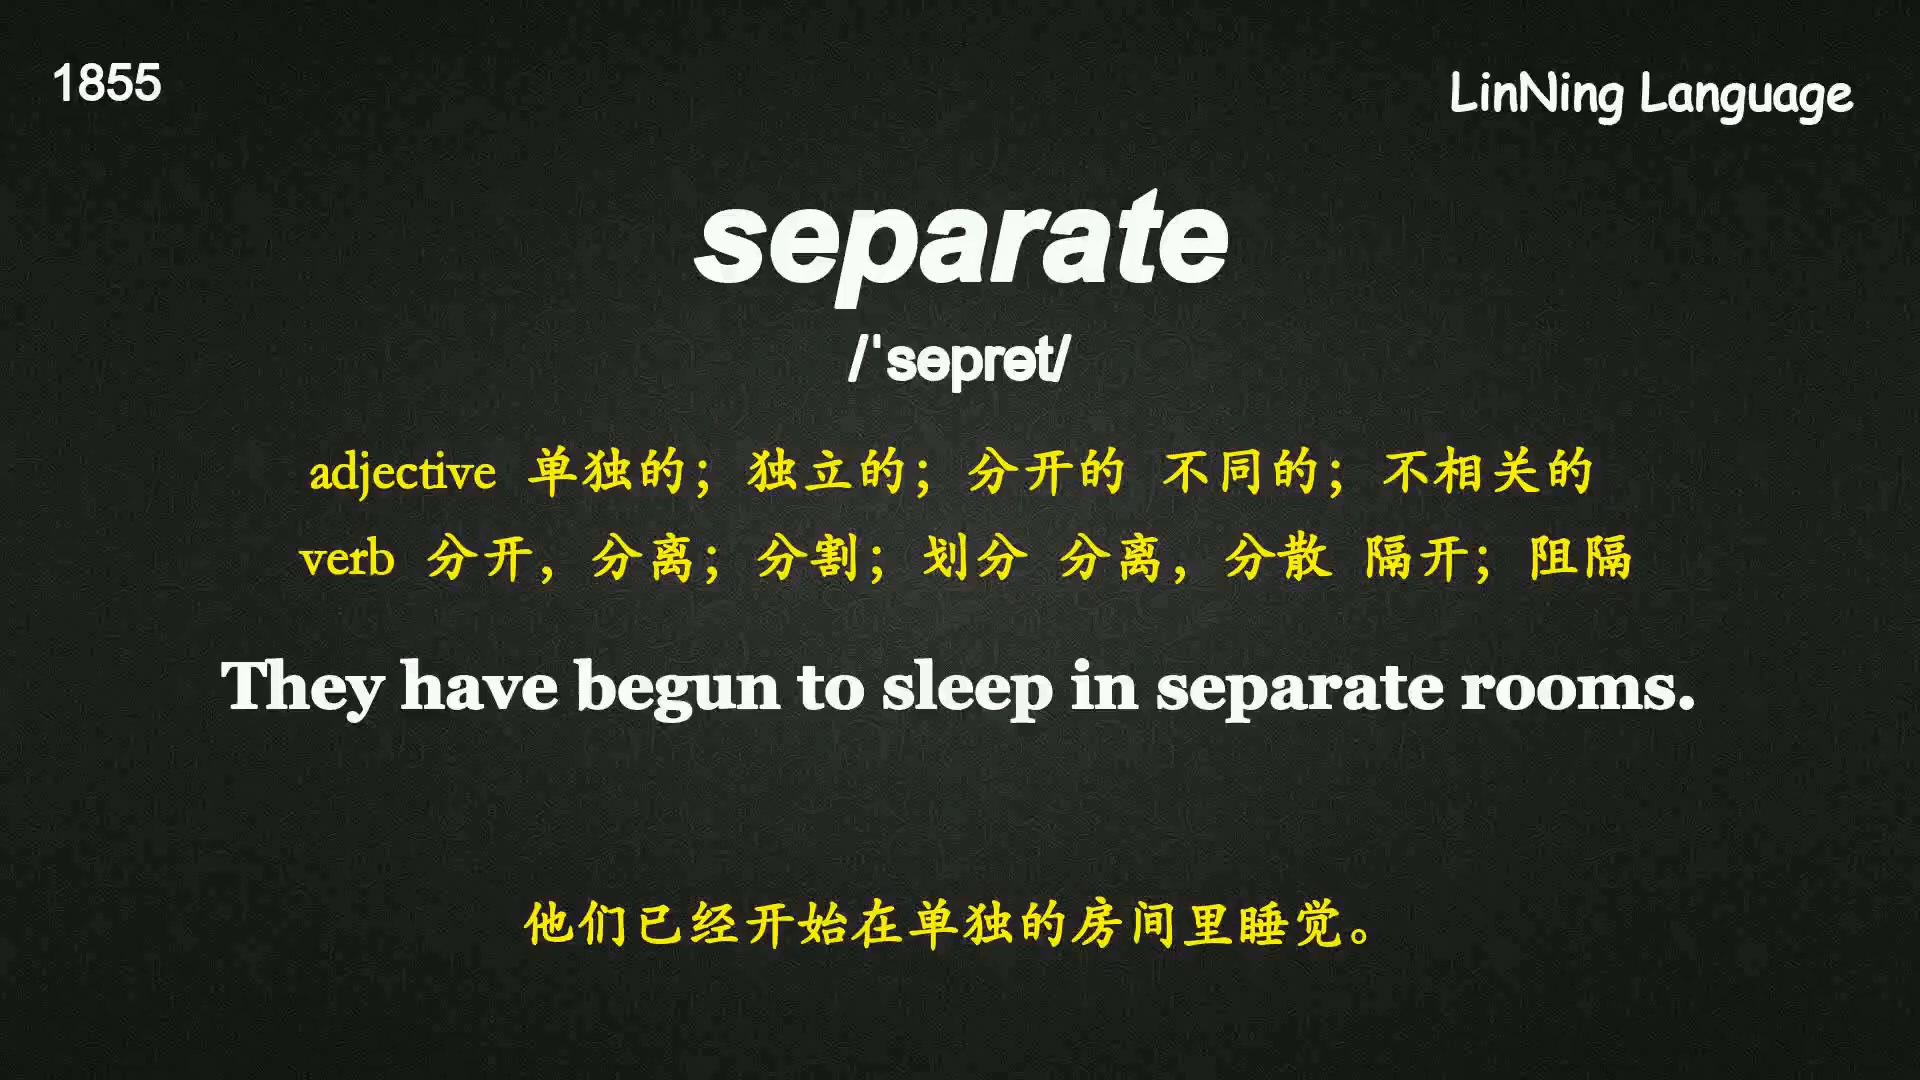 1855
LinNing Language
separate
/ˈsɘprɘt/
adjective 单独的；独立的；分开的 不同的；不相关的
verb 分开，分离；分割；划分 分离，分散 隔开；阻隔
They have begun to sleep in separate rooms.
他们已经开始在单独的房间里睡觉。